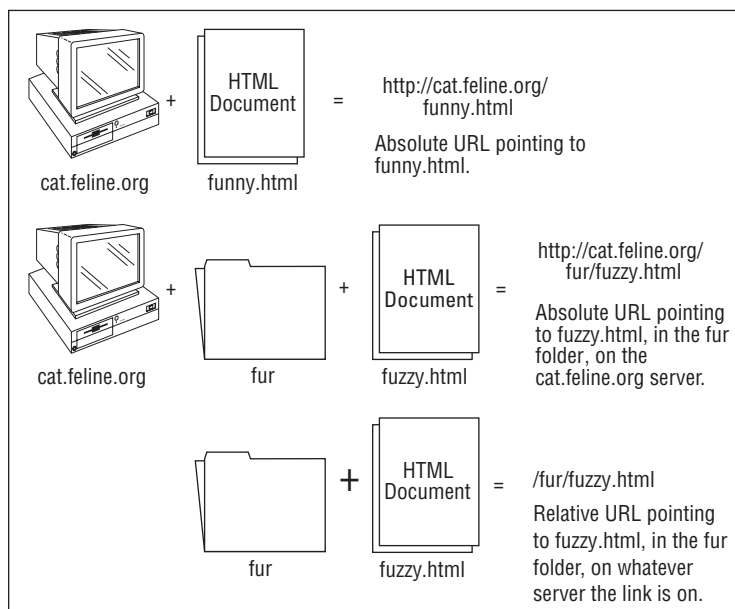 HTML
Document
+
=
http://cat.feline.org/
funny.html
Absolute URL pointing to
funny.html.
cat.feline.org
funny.html
+
+
HTML
Document
=
http://cat.feline.org/
fur/fuzzy.html
Absolute URL pointing
to fuzzy.html, in the fur
folder, on the
cat.feline.org server.
cat.feline.org
fur
fuzzy.html
+
HTML
Document
=
/fur/fuzzy.html
Relative URL pointing
to fuzzy.html, in the fur
folder, on whatever
server the link is on.
fur
fuzzy.html